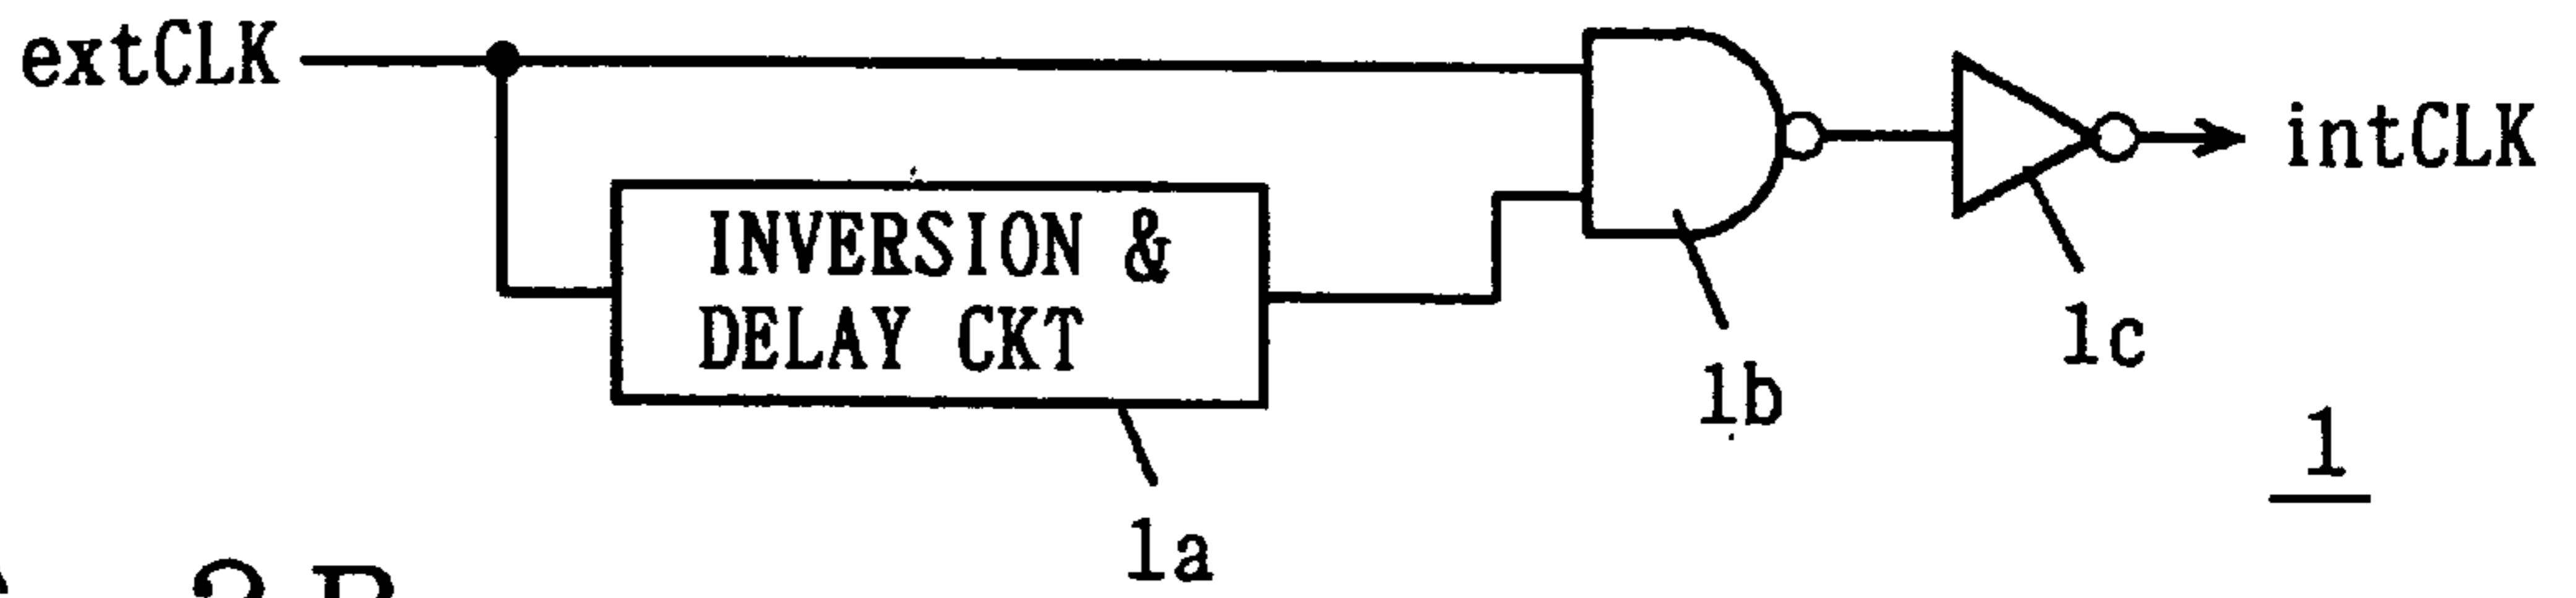 extCLK
INVERSION &
DELAY CKT
intCLK
1a
1b
1c
1